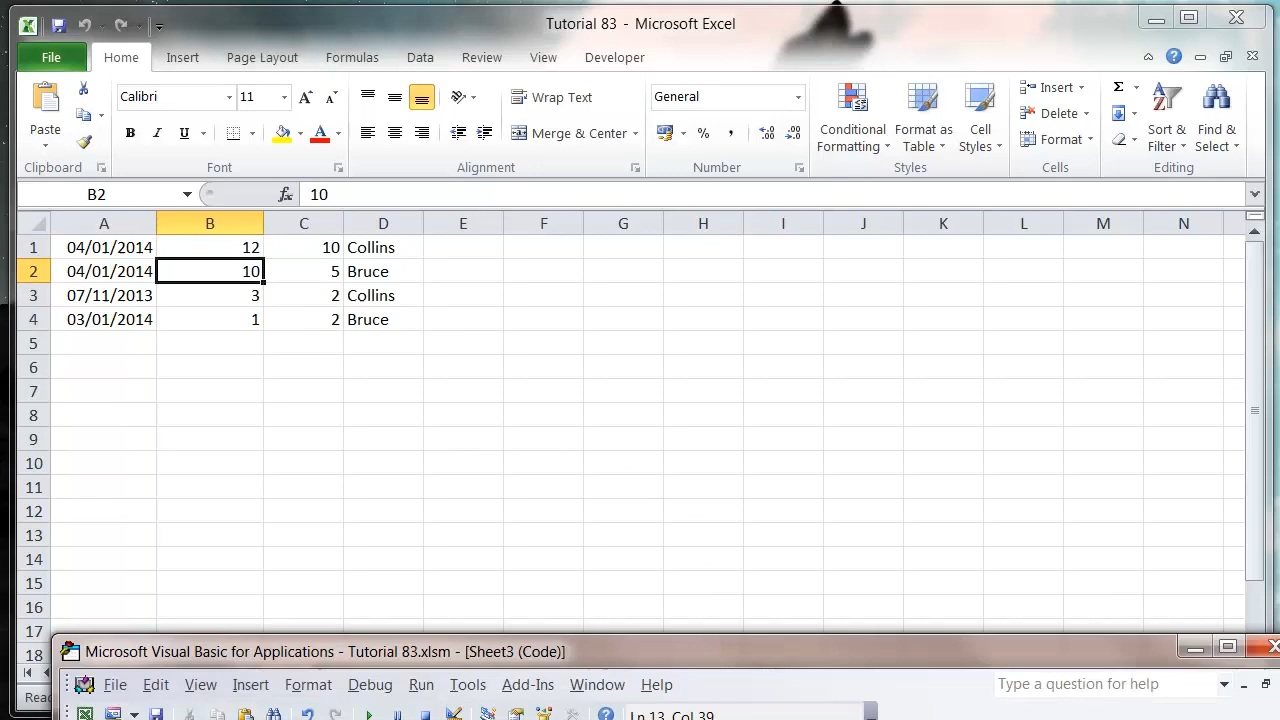 Tutorial 83 - Microsoft Excel
File Home Insert Page Layout Formulas Data Review View Developer
Paste Calibri 11 Wrap Text General Conditional Formatting Format as Table Cell Styles Insert Σ Sort & Filter Find & Select
B I U A Merge & Center % , Delete
Format
Clipboard Font Alignment Number Styles Cells Editing
B2 fx 10
A B C D E F G H I J K L M N
1 04/01/2014 12 10 Collins
2 04/01/2014 10 5 Bruce
3 07/11/2013 3 2 Collins
4 03/01/2014 1 2 Bruce
5
6
7
8
9
10
11
12
13
14
15
16
17
18
Microsoft Visual Basic for Applications - Tutorial 83.xlsm - [Sheet3 (Code)]
File Edit View Insert Format Debug Run Tools Add-Ins Window Help Type a question for help
Ln 13, Col 39